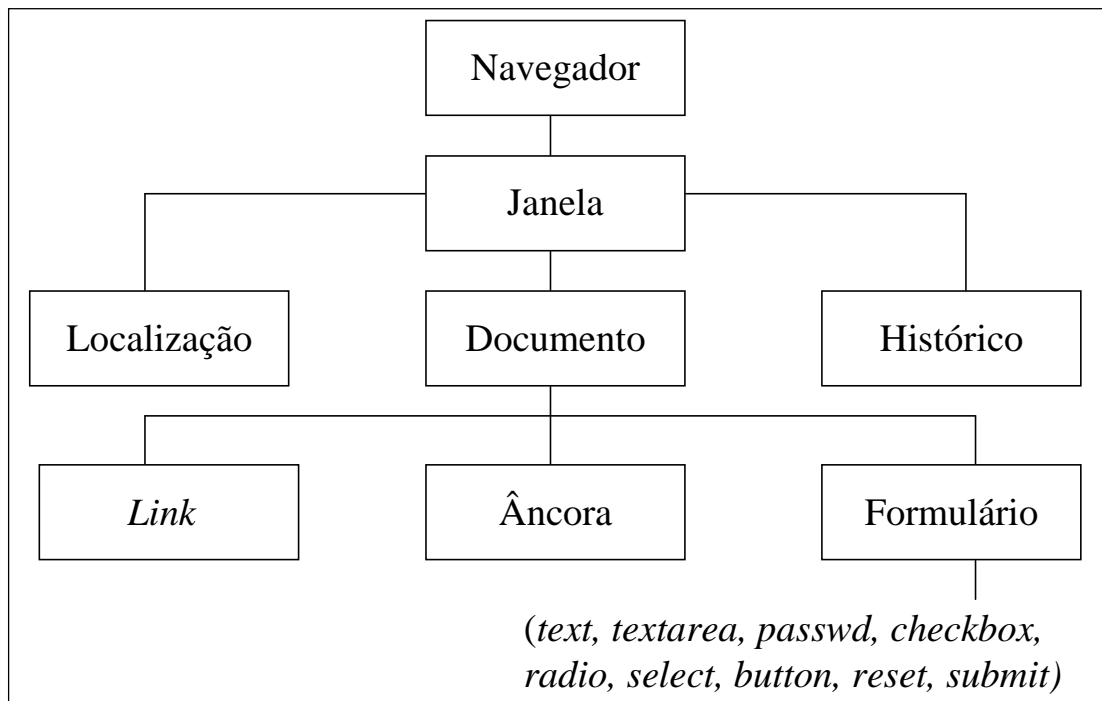 Navegador
Janela
Localização
Documento
Histórico
Link
Âncora
Formulário
(text, textarea, passwd, checkbox,
radio, select, button, reset, submit)